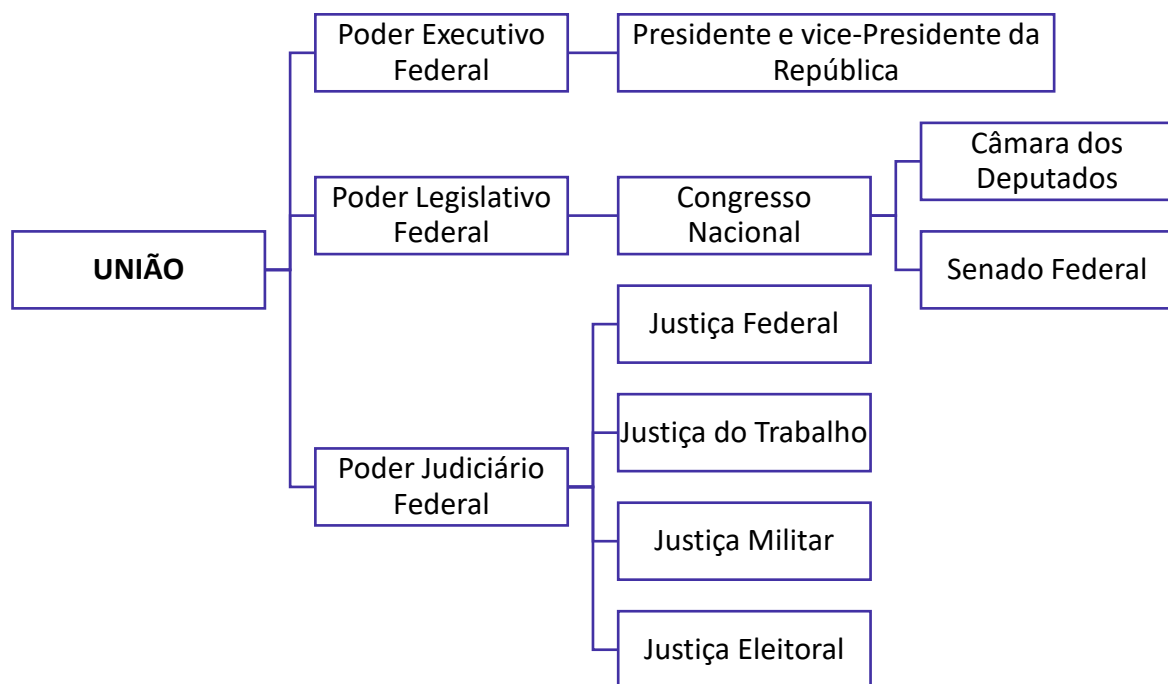 UNIÃO
Poder Executivo
Federal
Presidente e vice-Presidente da
República
Poder Legislativo
Federal
Congresso
Nacional
Câmara dos
Deputados
Senado Federal
Poder Judiciário
Federal
Justiça Federal
Justiça do Trabalho
Justiça Militar
Justiça Eleitoral